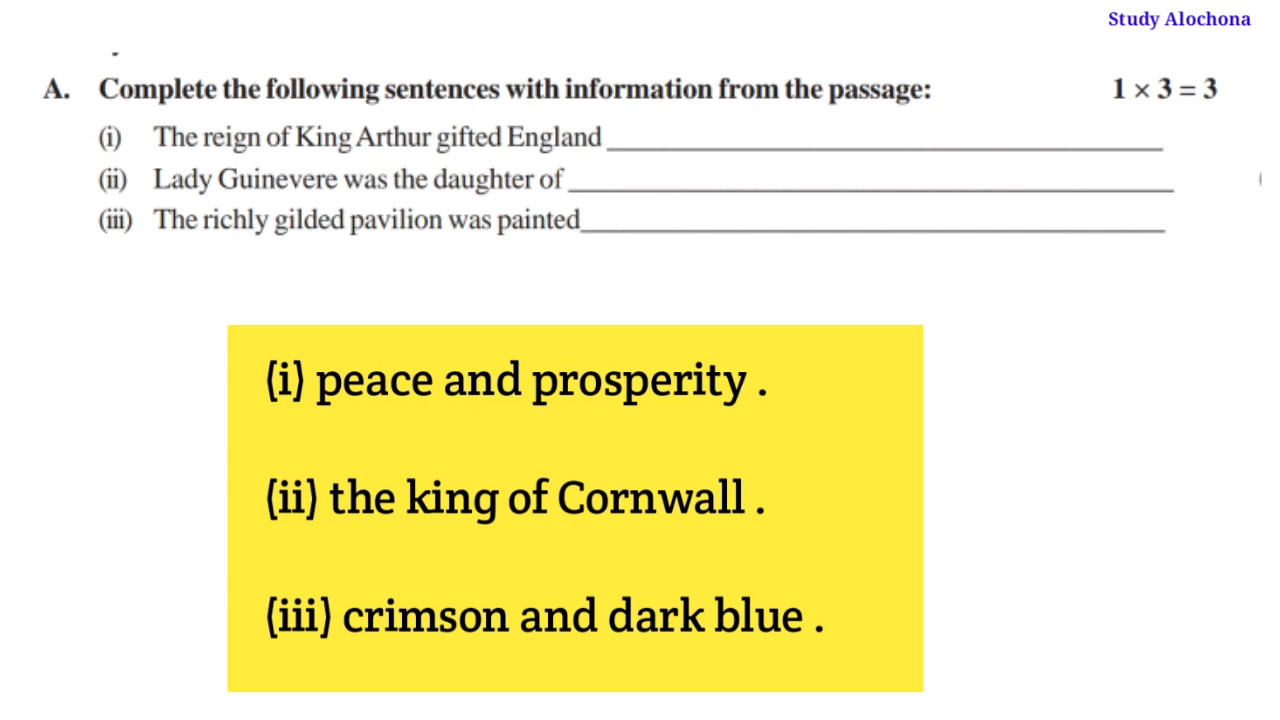 Study Alochona
A. Complete the following sentences with information from the passage: 1 × 3 = 3
(i) The reign of King Arthur gifted England
(ii) Lady Guinevere was the daughter of
(iii) The richly gilded pavilion was painted
(i) peace and prosperity .
(ii) the king of Cornwall .
(iii) crimson and dark blue .